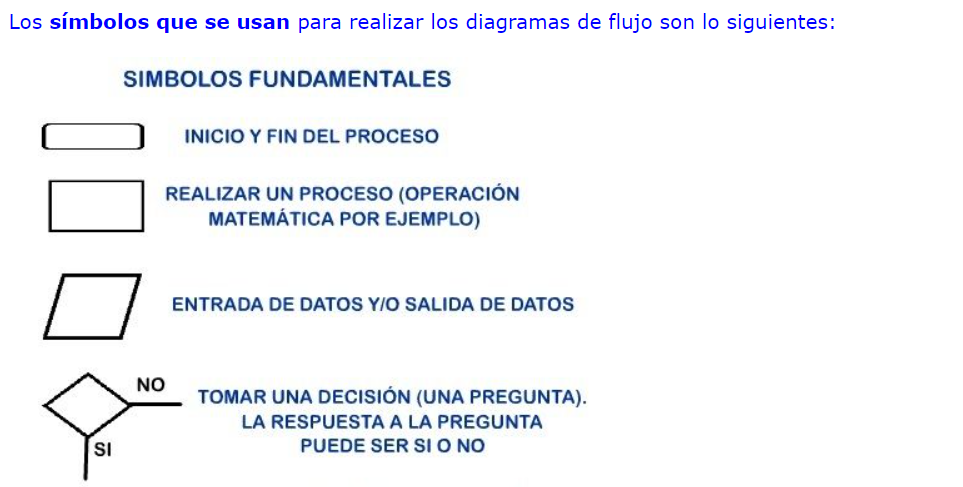 Los símbolos que se usan para realizar los diagramas de flujo son lo siguientes:
SIMBOLOS FUNDAMENTALES
INICIO Y FIN DEL PROCESO
REALIZAR UN PROCESO (OPERACIÓN
MATEMÁTICA POR EJEMPLO)
ENTRADA DE DATOS Y/O SALIDA DE DATOS
NO
TOMAR UNA DECISIÓN (UNA PREGUNTA).
LA RESPUESTA A LA PREGUNTA
PUEDE SER SI O NO
SI